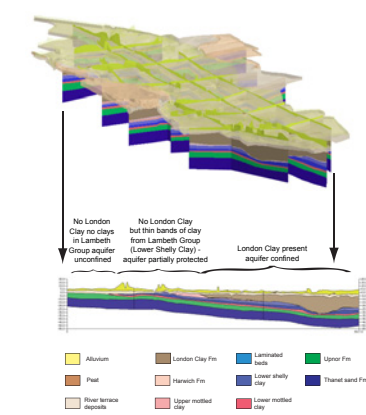 No London
Clay no clays
in Lambeth
Group aquifer
unconfined
No London Clay
but thin bands of clay
from Lambeth Group
(Lower Shelly Clay) -
aquifer partially protected
London Clay present
aquifer confined
Alluvium
London Clay Fm
Laminated
beds
Upnor Fm
Peat
Harwich Fm
Lower shelly
clay
Thanet sand Fm
River terrace
deposits
Upper mottled
clay
Lower mottled
clay